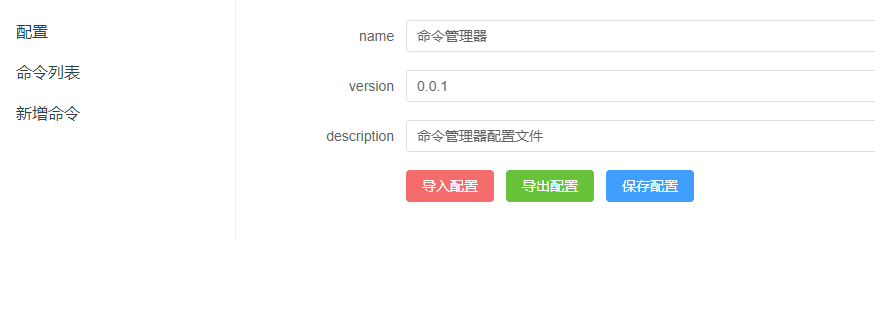 配置
命令列表
新增命令
name 命令管理器
version 0.0.1
description 命令管理器配置文件
导入配置 导出配置 保存配置